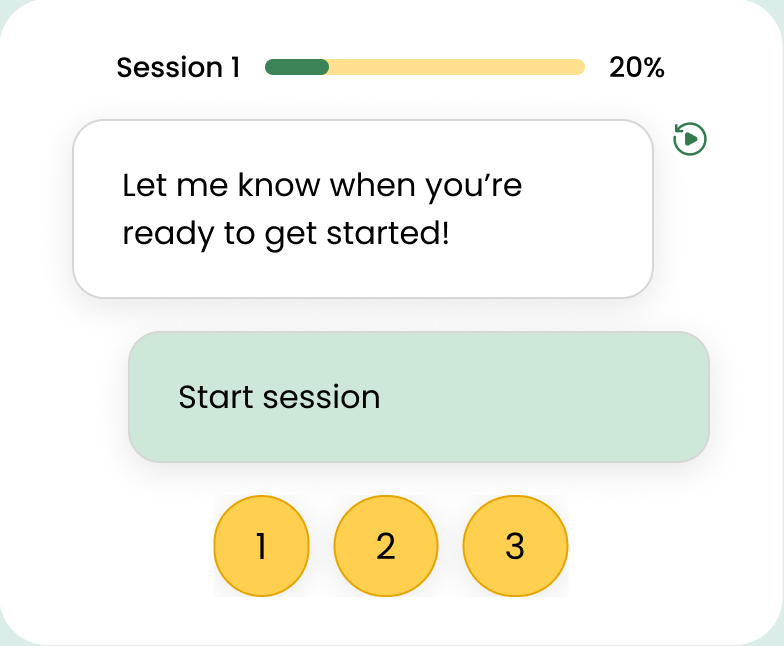 Session 1 20%
Let me know when you’re
ready to get started!
Start session
1 2 3